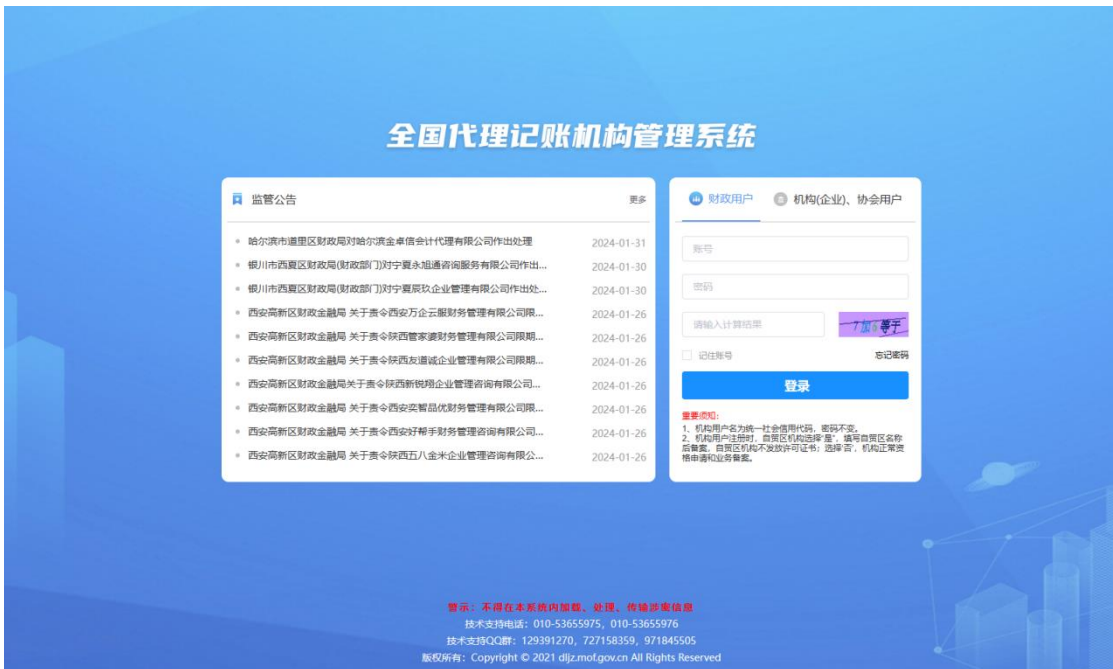 全国代理记账机构管理系统
监管公告 更多
哈尔滨市道里区财政局对哈尔滨金卓信会计代理有限公司作出处理 2024-01-31
银川市西夏区财政局(财政部门)对宁夏永旭通咨询服务有限公司作出... 2024-01-30
银川市西夏区财政局(财政部门)对宁夏辰玖企业管理有限公司作出处... 2024-01-30
西安高新区财政金融局 关于责令西安万企云服财务管理有限公司限... 2024-01-26
西安高新区财政金融局 关于责令陕西管家婆财务管理有限公司限期... 2024-01-26
西安高新区财政金融局 关于责令陕西友道诚企业管理有限公司限期... 2024-01-26
西安高新区财政金融局关于责令陕西新锐翔企业管理咨询有限公司... 2024-01-26
西安高新区财政金融局 关于责令西安奕智品优财务管理有限公司限... 2024-01-26
西安高新区财政金融局 关于责令西安好帮手财务管理咨询有限公司... 2024-01-26
西安高新区财政金融局 关于责令陕西五八金米企业管理咨询有限公... 2024-01-26
财政用户 机构(企业)、协会用户
账号
密码
请输入计算结果
7加6等于
记住账号 忘记密码
登录
重要须知:
1、机构用户名为统一社会信用代码，密码不变。
2、机构用户注册时，自贸区机构选择'是'，填写自贸区名称
后备案，自贸区机构不发放许可证书；选择'否'，机构正常资
格申请和业务备案。
警示：不得在本系统内加载、处理、传输涉密信息
技术支持电话：010-53655975，010-53655976
技术支持QQ群：129391270，727158359，971845505
版权所有：Copyright © 2021 dljz.mof.gov.cn All Rights Reserved